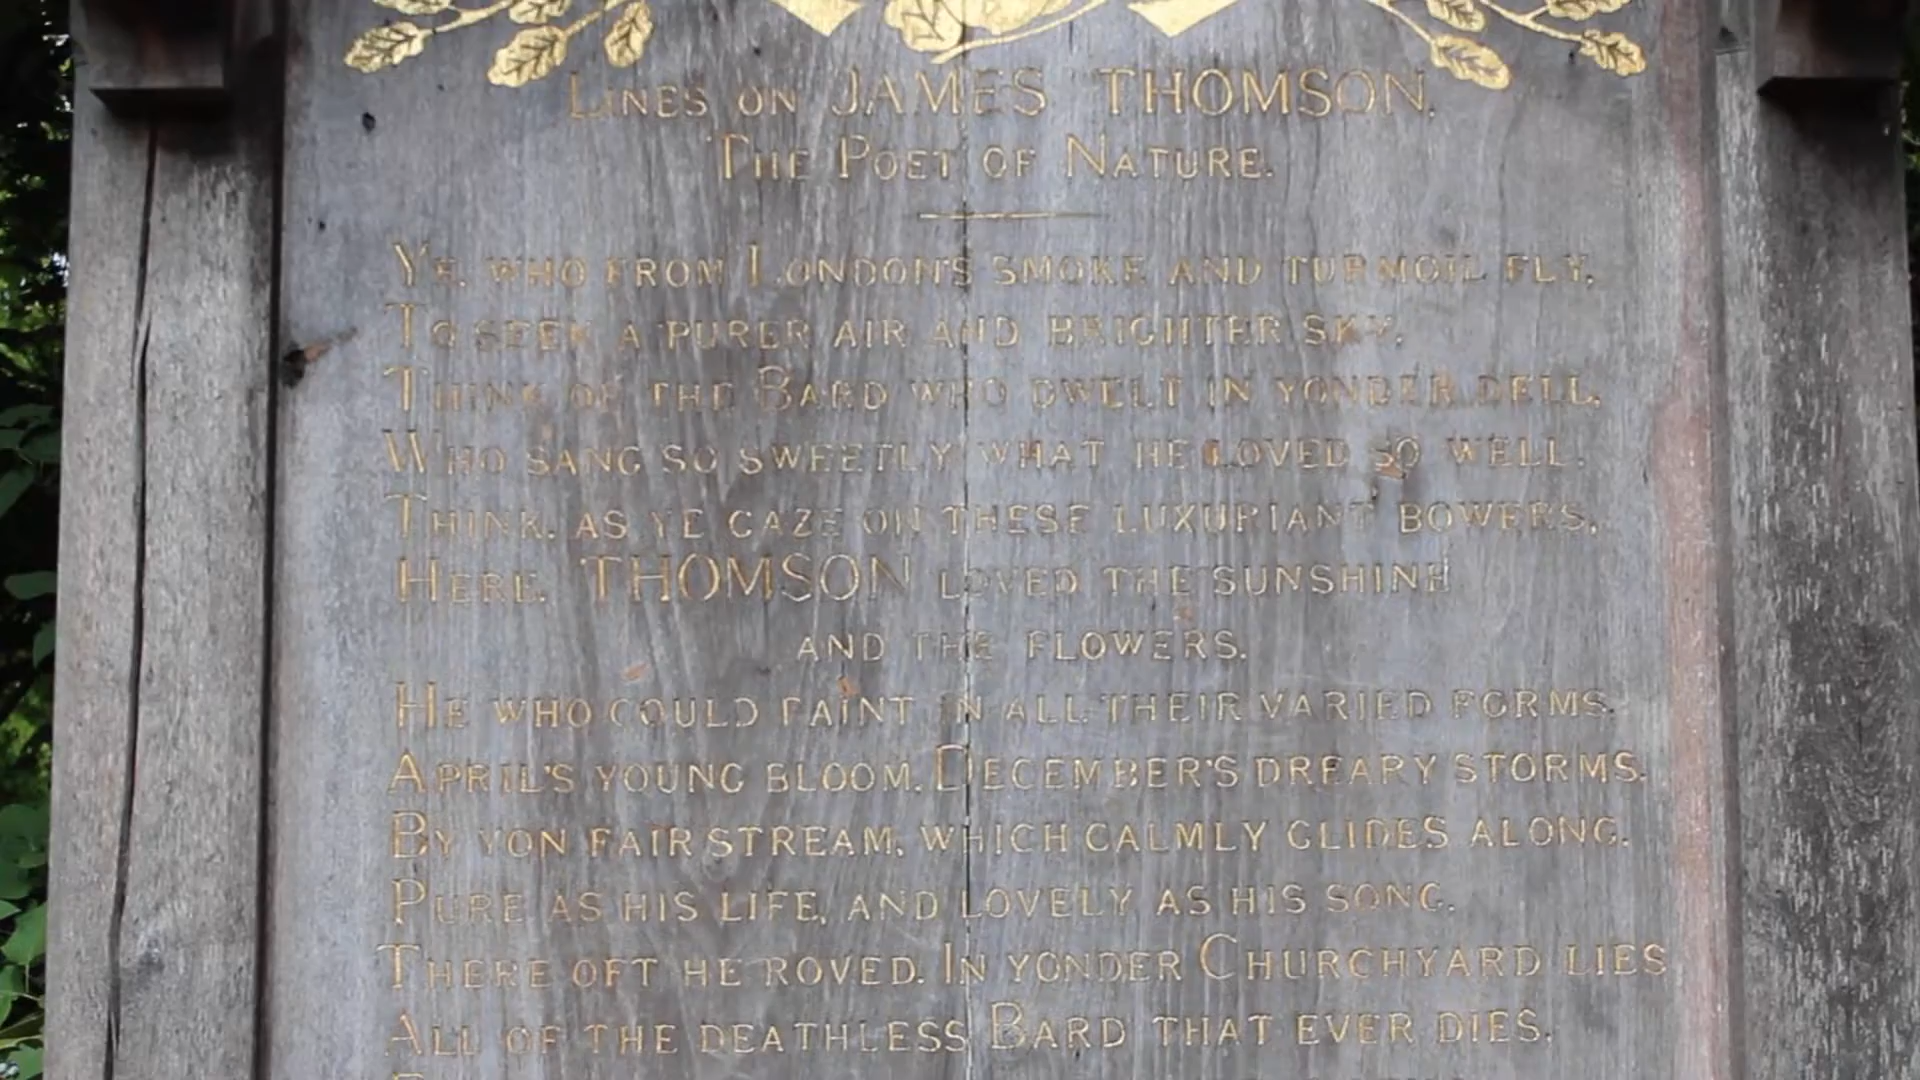 LINES ON JAMES THOMSON.
THE POET OF NATURE.
YE, WHO FROM LONDON'S SMOKE AND TURMOIL FLY,
TO SEEK A PURER AIR AND BRIGHTER SKY,
THINK OF THE BARD WHO DWELT IN YONDER DELL,
WHO SANG SO SWEETLY WHAT HE LOVED SO WELL.
THINK, AS YE GAZE ON THESE LUXURIANT BOWERS,
HERE, THOMSON LOVED THE SUNSHINE
AND THE FLOWERS.
HE WHO COULD PAINT IN ALL THEIR VARIED FORMS.
APRIL'S YOUNG BLOOM, DECEMBER'S DREARY STORMS.
BY YON FAIR STREAM, WHICH CALMLY GLIDES ALONG,
PURE AS HIS LIFE, AND LOVELY AS HIS SONG,
THERE OFT HE ROVED. IN YONDER CHURCHYARD LIES
ALL OF THE DEATHLESS BARD THAT EVER DIES.